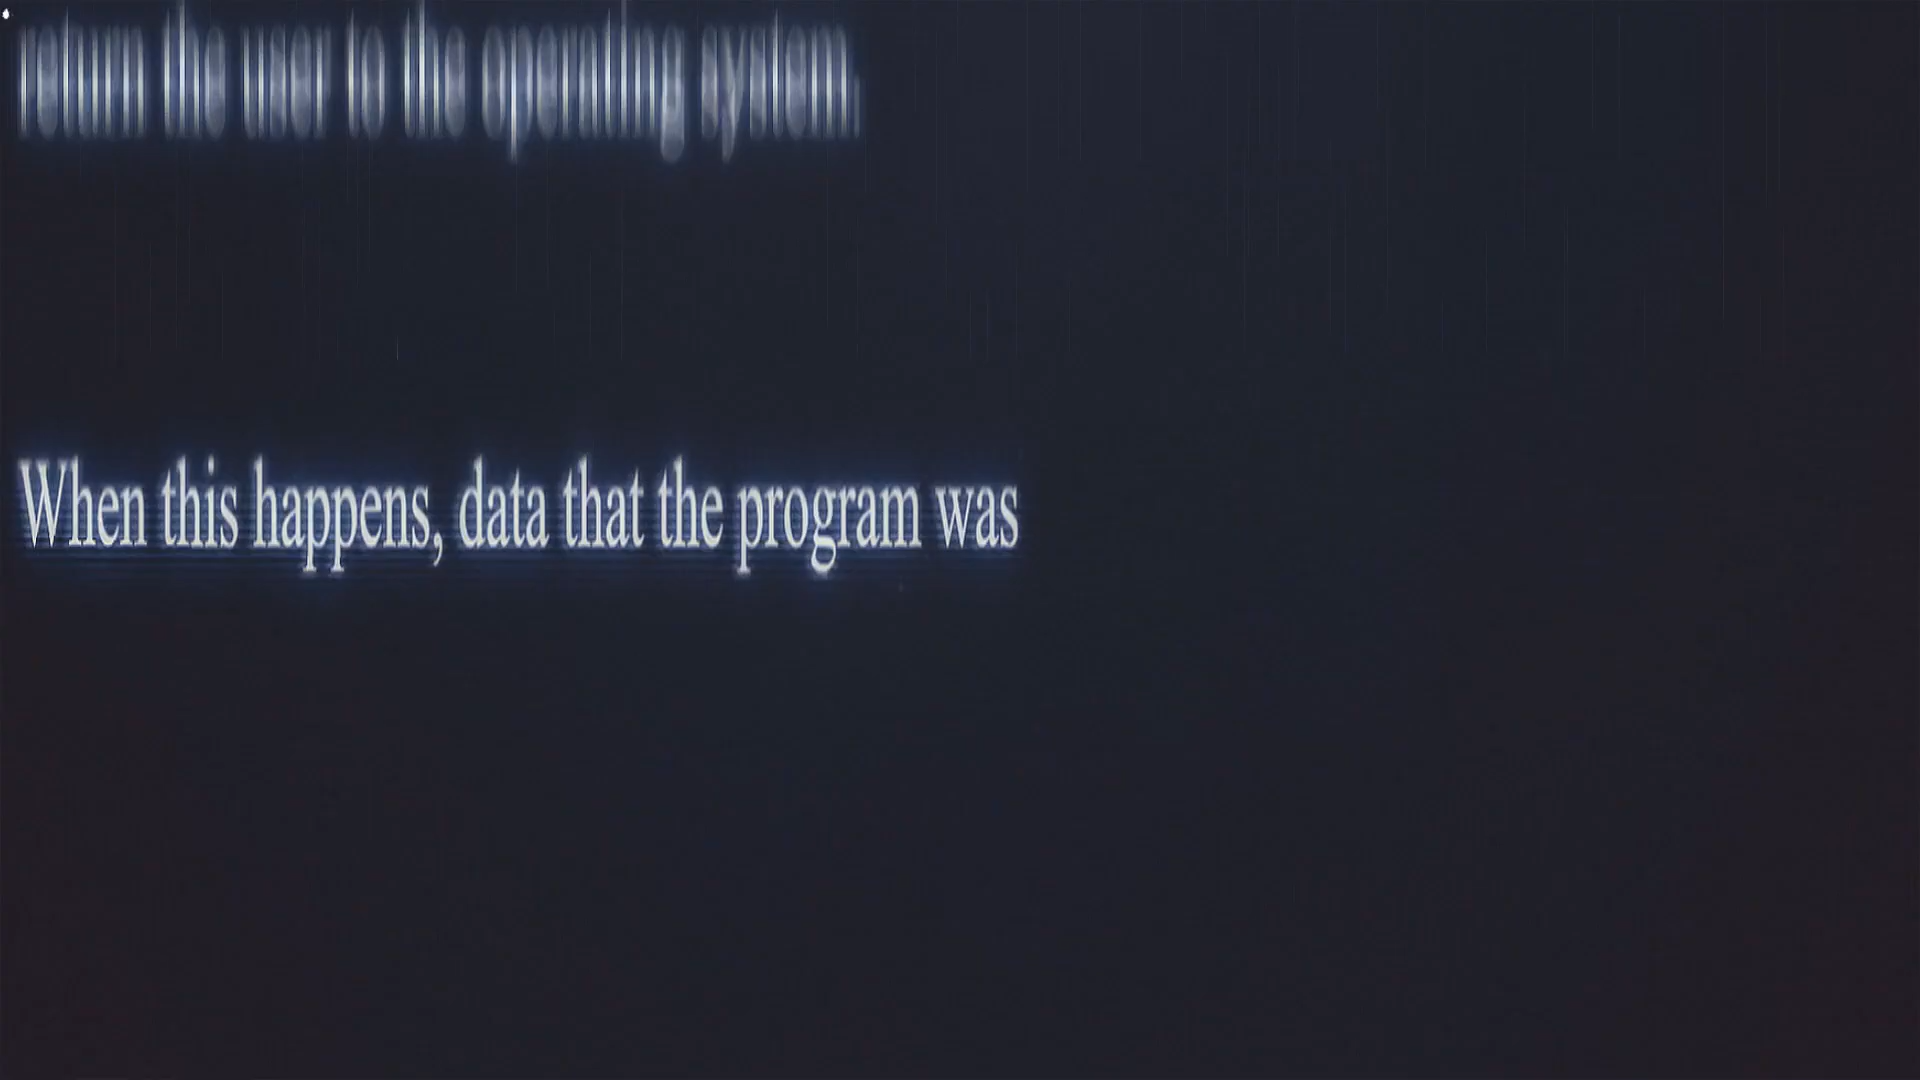 return the user to the operating system.
When this happens, data that the program was